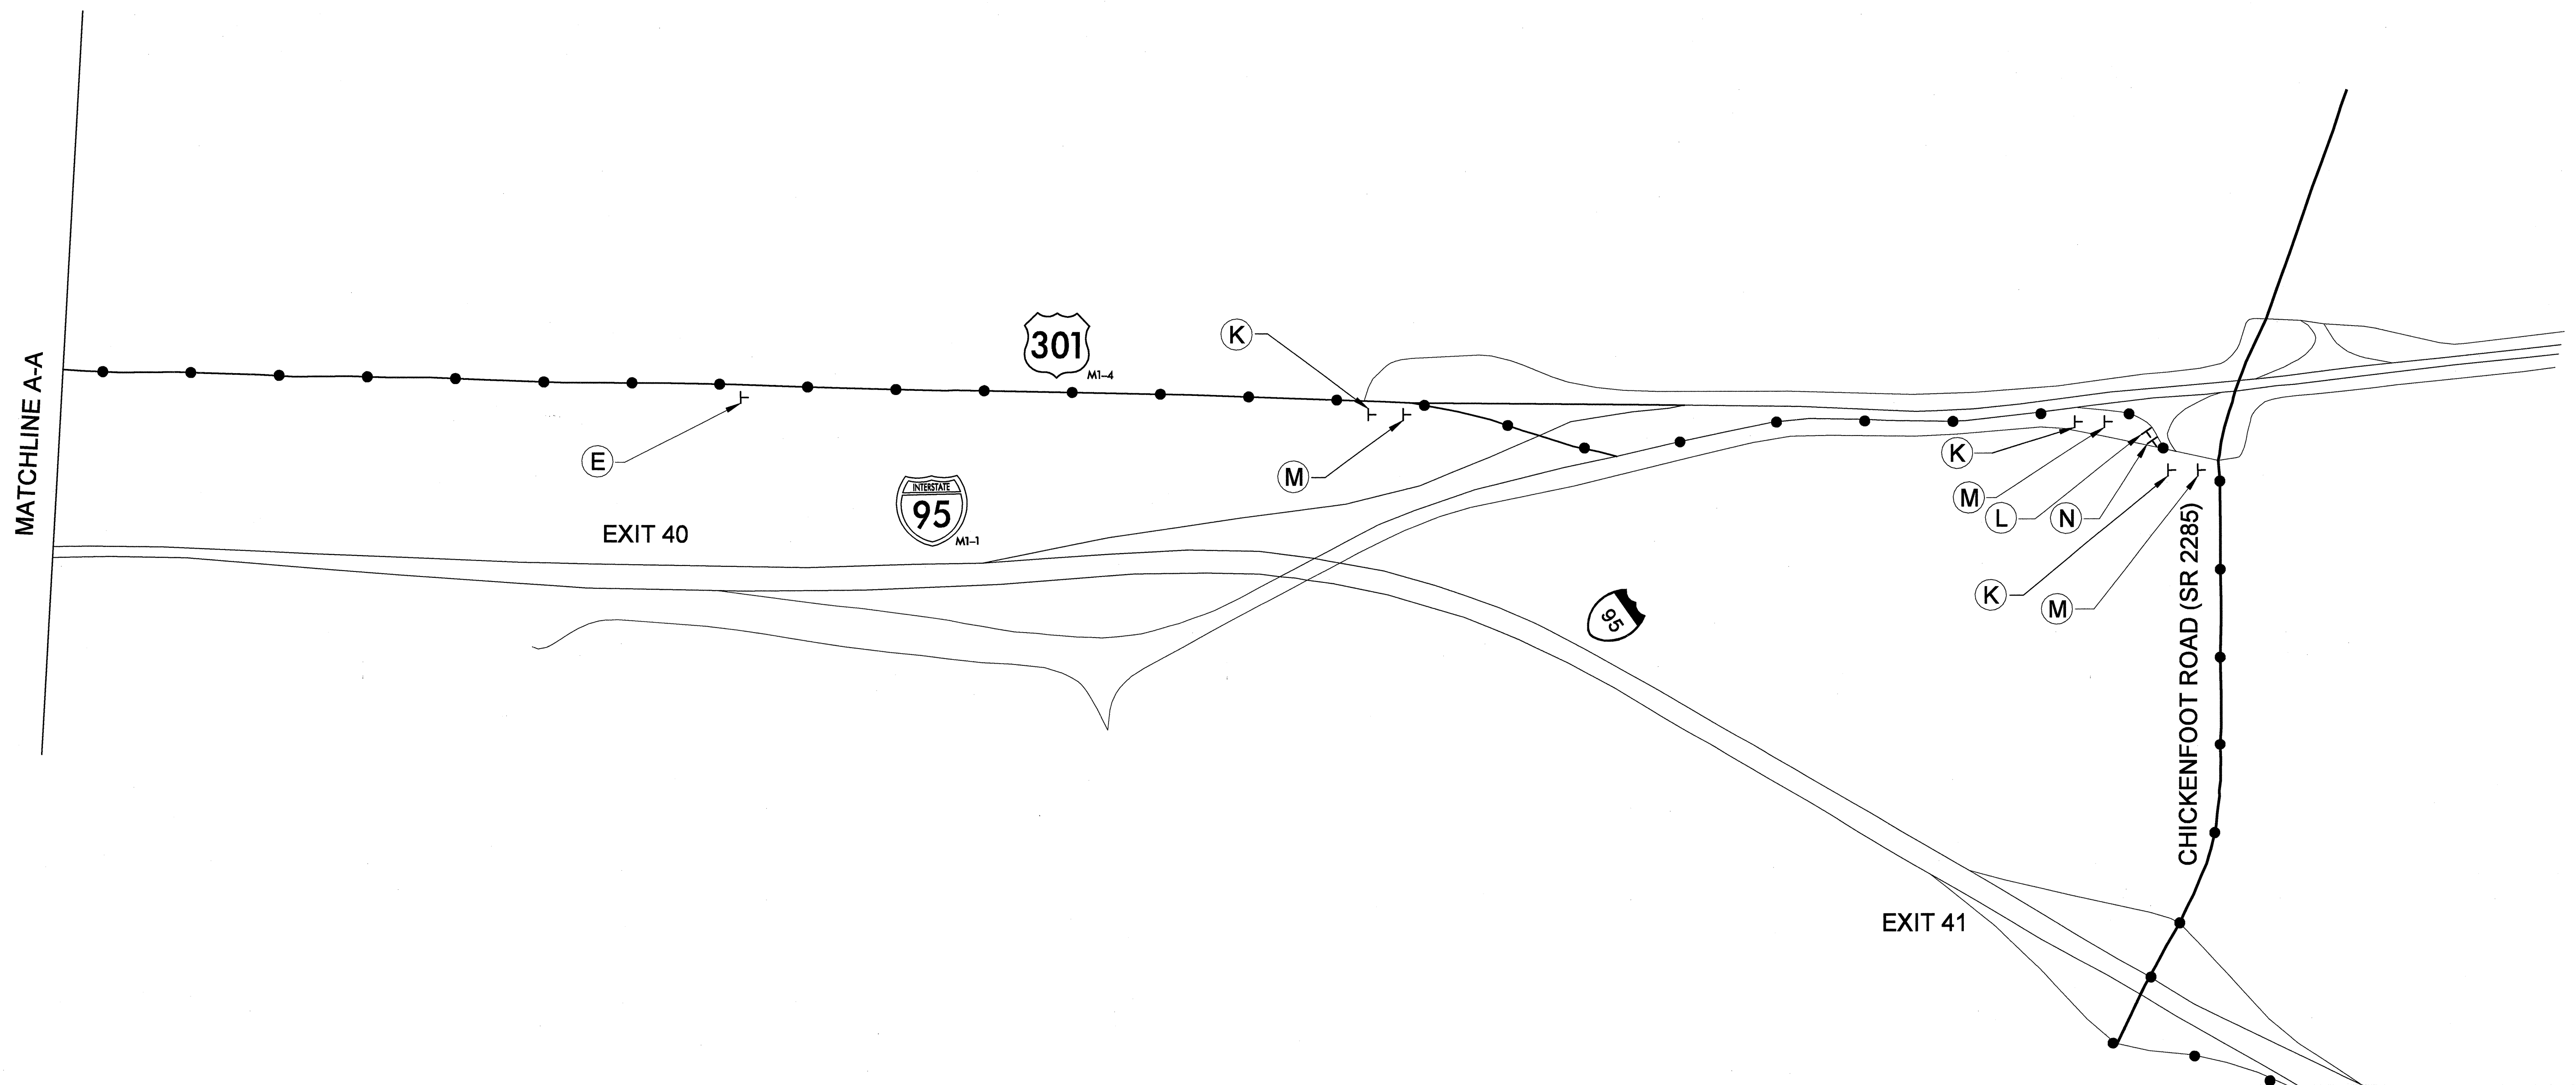 MATCHLINE A-A
301
M1-4
K
E
INTERSTATE
95
M1-1
EXIT 40
M
K
M
L
N
K
M
95
CHICKENFOOT ROAD (SR 2285)
EXIT 41